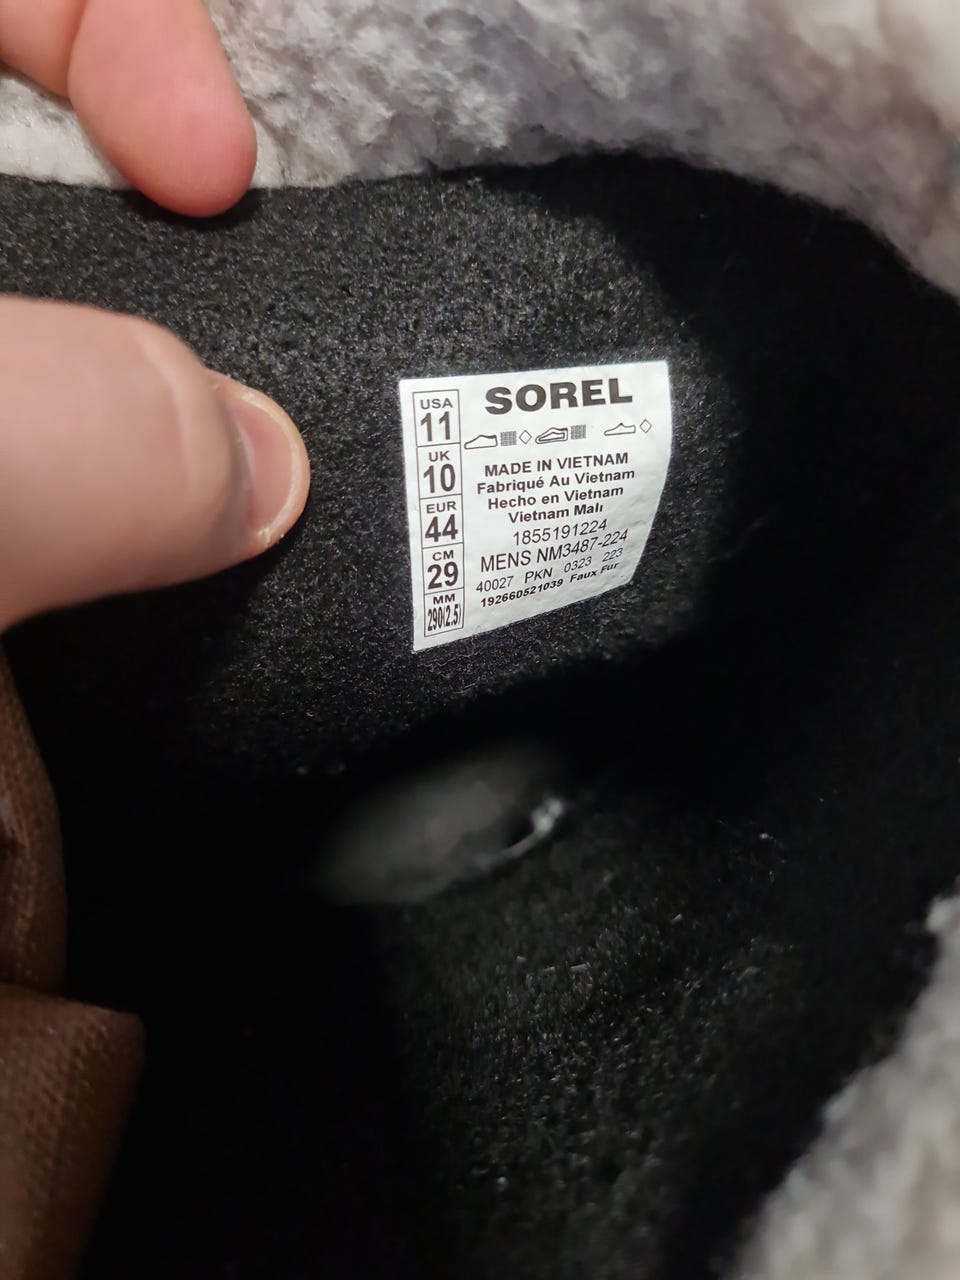 SOREL
USA
11
UK
10
EUR
44
CM
29
MM
290(2.5)
MADE IN VIETNAM
Fabriqué Au Vietnam
Hecho en Vietnam
Vietnam Malı
1855191224
MENS NM3487-224
40027 PKN 0323 223
192660521039 Faux Fur